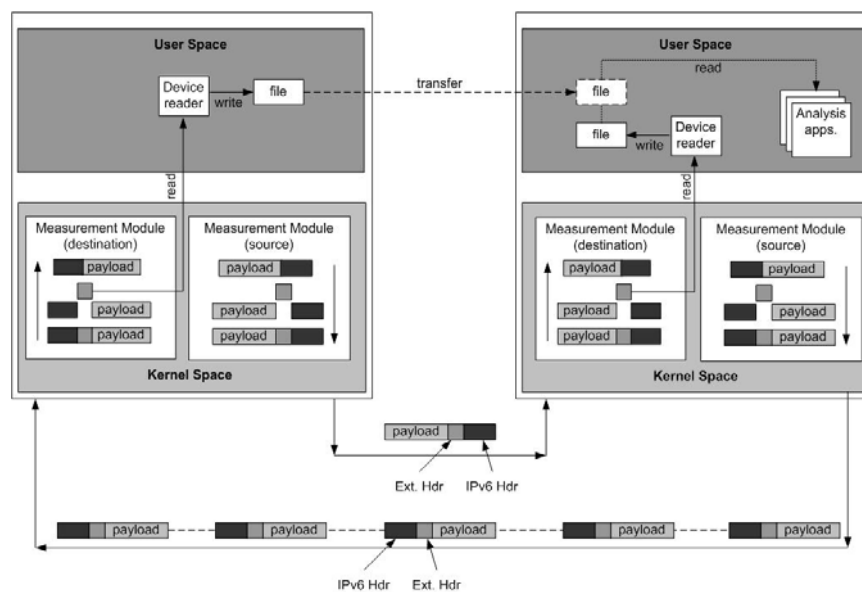 User Space
User Space
read
Device
reader
write
file
transfer
file
file
write
Device
reader
Analysis
apps.
read
read
Measurement Module
(destination)
payload
payload
payload
Measurement Module
(source)
payload
payload
payload
Kernel Space
Measurement Module
(destination)
payload
payload
payload
Measurement Module
(source)
payload
payload
payload
Kernel Space
payload
Ext. Hdr
IPv6 Hdr
payload
payload
payload
payload
payload
IPv6 Hdr
Ext. Hdr